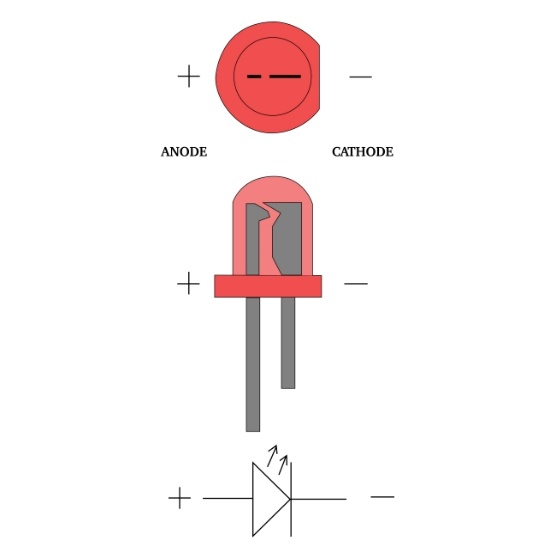 + −
ANODE CATHODE
+ −
+ −